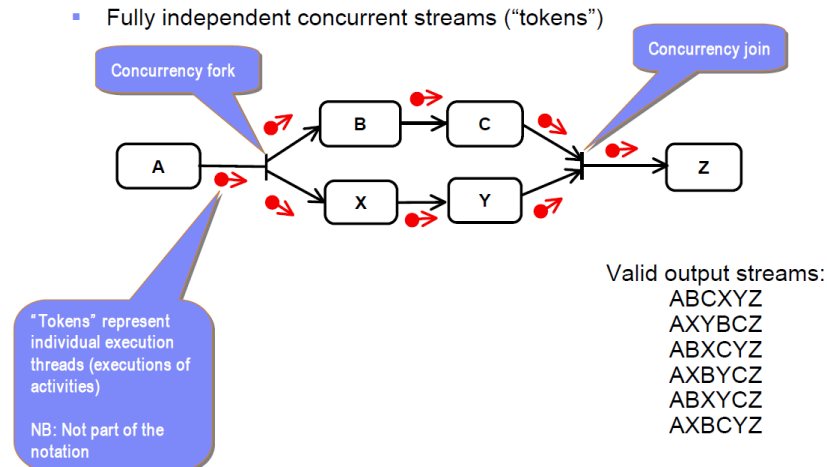 ▪ Fully independent concurrent streams (“tokens”)
Concurrency fork
Concurrency join
A
B
C
X
Y
Z
“Tokens” represent
individual execution
threads (executions of
activities)
NB: Not part of the
notation
Valid output streams:
ABCXYZ
AXYBCZ
ABXCYZ
AXBYCZ
ABXYCZ
AXBCYZ